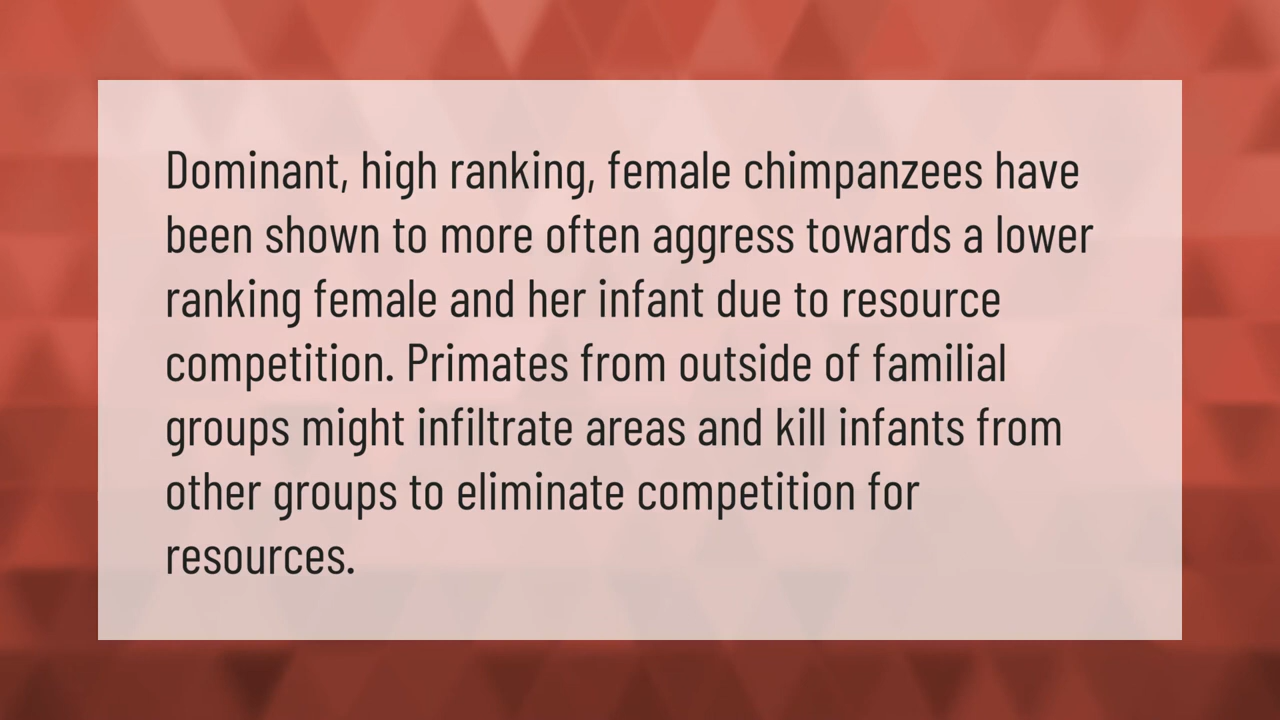 Dominant, high ranking, female chimpanzees have
been shown to more often aggress towards a lower
ranking female and her infant due to resource
competition. Primates from outside of familial
groups might infiltrate areas and kill infants from
other groups to eliminate competition for
resources.